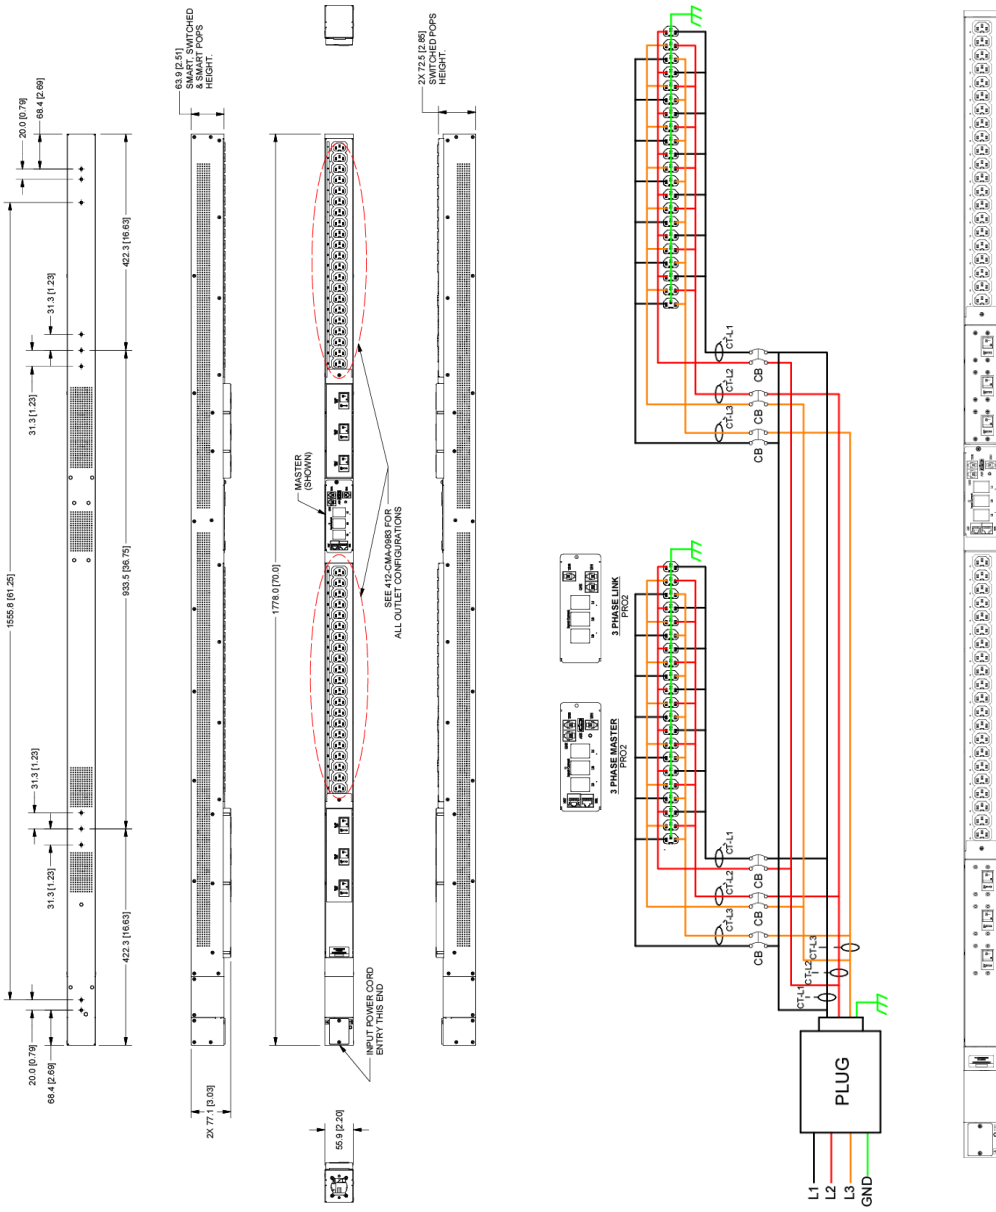 63.9 [2.51]
SMART, SWITCHED
& SMART POPS
HEIGHT.
2X 72.5 [2.85]
SWITCHED POPS
HEIGHT.
20.0 [0.79]
68.4 [2.69]
422.3 [16.63]
31.3 [1.23]
31.3 [1.23]
1555.8 [61.25]
933.5 [36.75]
1778.0 [70.0]
MASTER
(SHOWN)
SEE 412-CMA-0983 FOR
ALL OUTLET CONFIGURATIONS
31.3 [1.23]
31.3 [1.23]
422.3 [16.63]
20.0 [0.79]
68.4 [2.69]
2X 77.1 [3.03]
INPUT POWER CORD
ENTRY THIS END
55.9 [2.20]
3 PHASE LINK
PRO2
3 PHASE MASTER
PRO2
CT-L1
CT-L2
CT-L3
CB
CB
CB
CT-L1
CT-L2
CT-L3
CB
CB
CB
CT-L3
CT-L2
CT-L1
PLUG
L1
L2
L3
GND